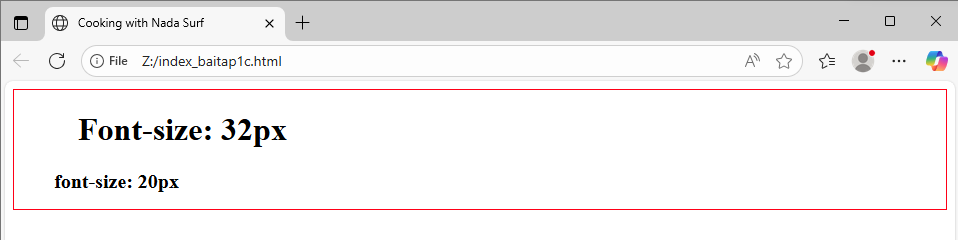 Cooking with Nada Surf
File Z:/index_baitap1c.html
Font-size: 32px
font-size: 20px